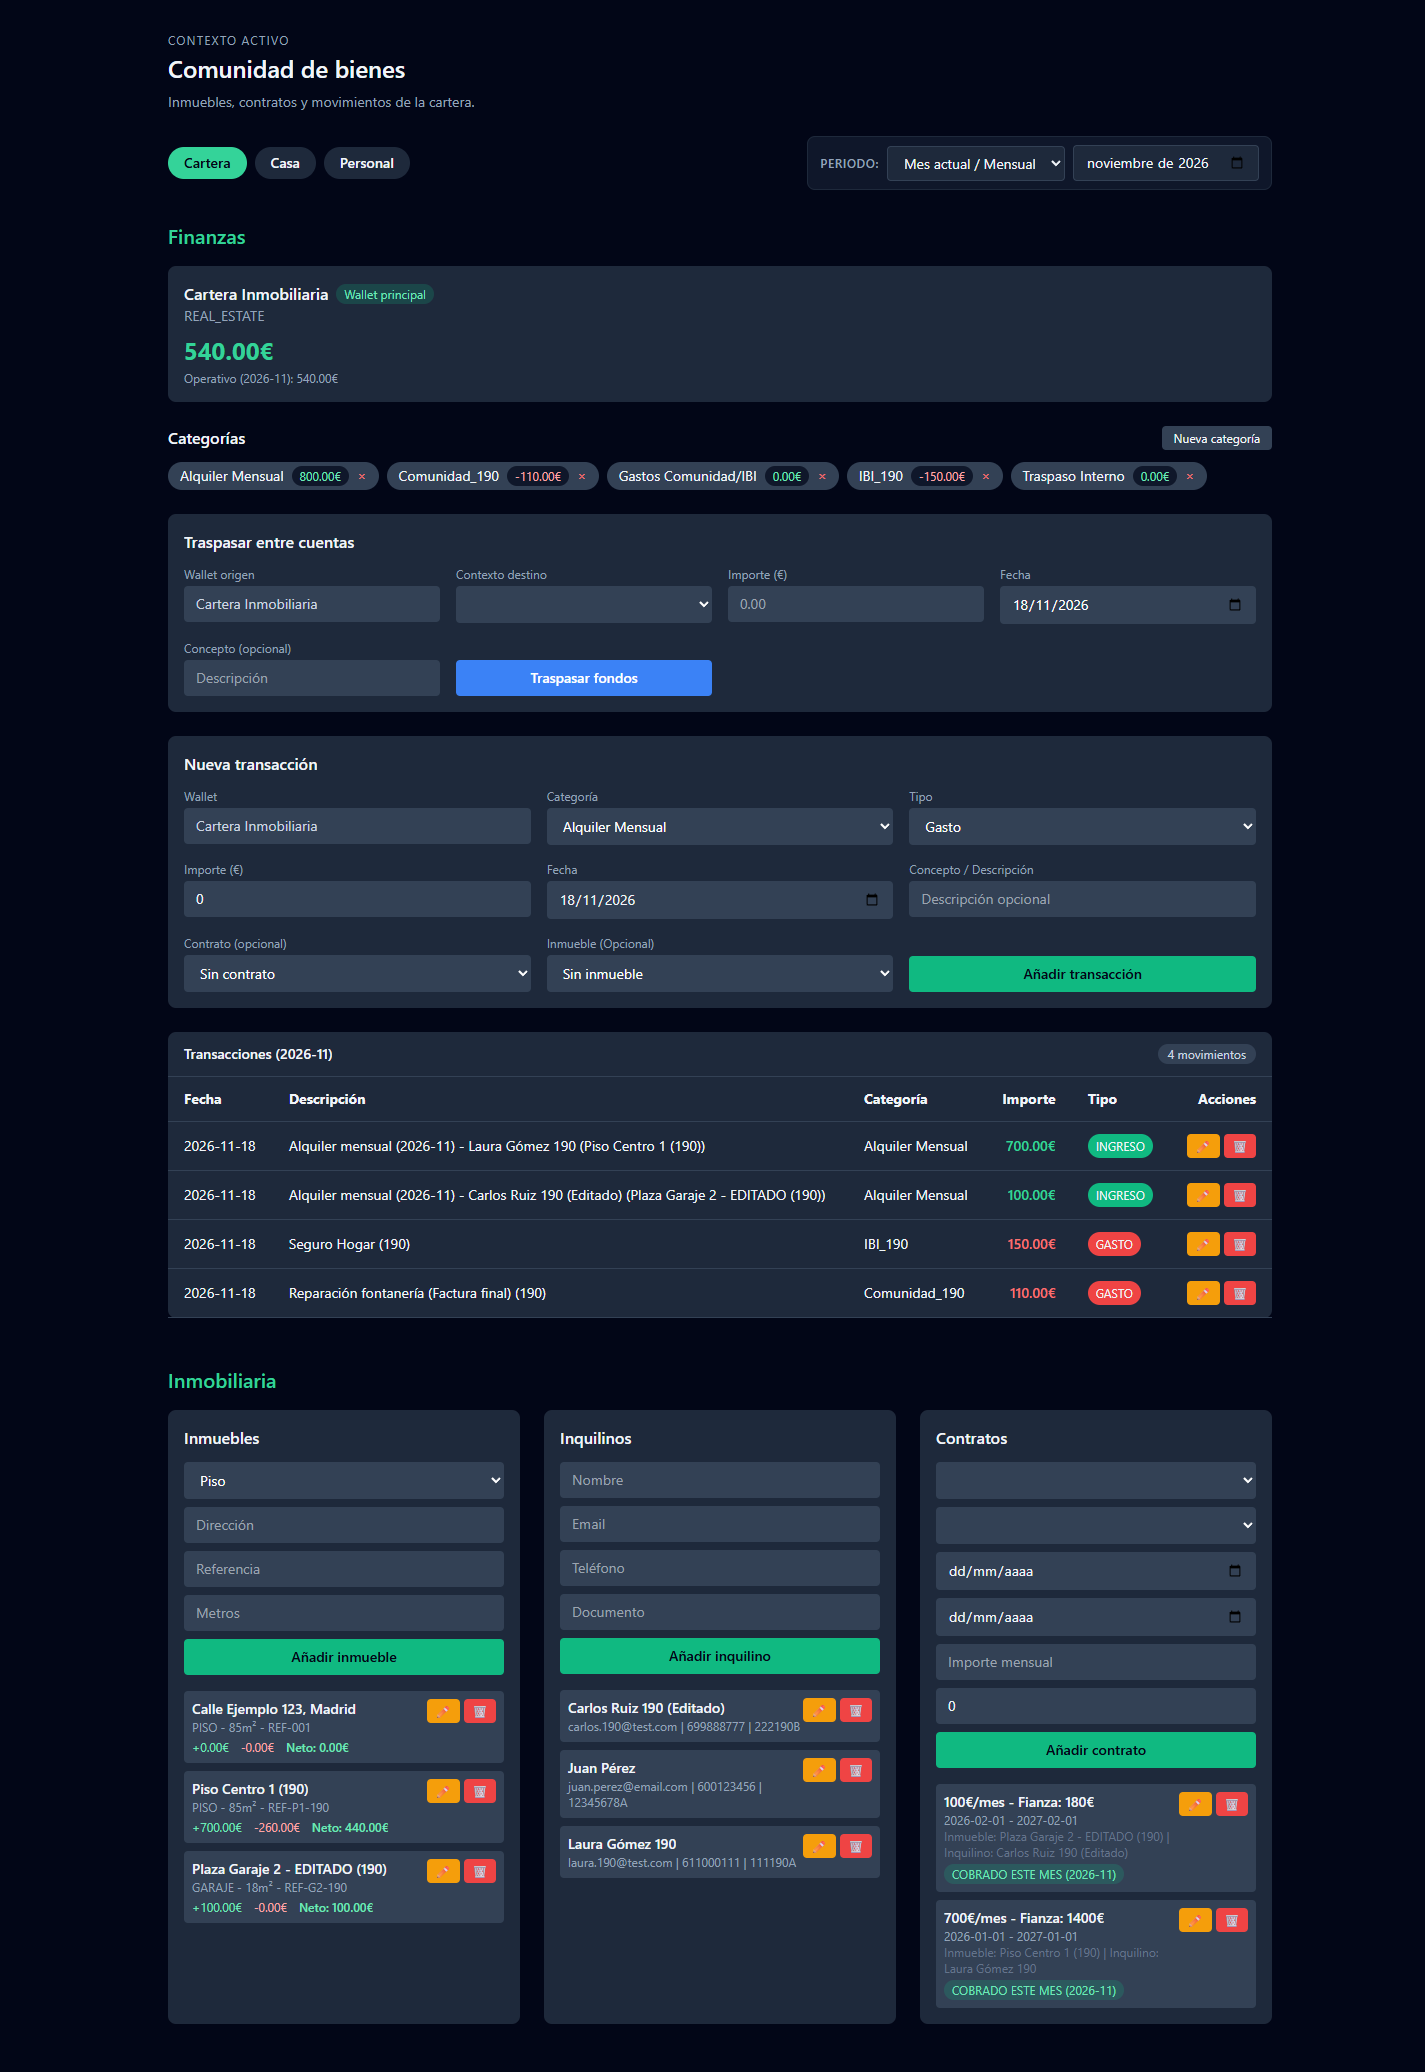 CONTEXTO ACTIVO
Comunidad de bienes
Inmuebles, contratos y movimientos de la cartera.
Cartera Casa Personal
PERIODO: Mes actual / Mensual noviembre de 2026
Finanzas
Cartera Inmobiliaria Wallet principal
REAL_ESTATE
540.00€
Operativo (2026-11): 540.00€
Categorías Nueva categoría
Alquiler Mensual 800.00€ × Comunidad_190 -110.00€ × Gastos Comunidad/IBI 0.00€ × IBI_190 -150.00€ × Traspaso Interno 0.00€ ×
Traspasar entre cuentas
Wallet origen Contexto destino Importe (€) Fecha
Cartera Inmobiliaria 0.00 18/11/2026
Concepto (opcional)
Descripción Traspasar fondos
Nueva transacción
Wallet Categoría Tipo
Cartera Inmobiliaria Alquiler Mensual Gasto
Importe (€) Fecha Concepto / Descripción
0 18/11/2026 Descripción opcional
Contrato (opcional) Inmueble (Opcional)
Sin contrato Sin inmueble Añadir transacción
Transacciones (2026-11) 4 movimientos
Fecha Descripción Categoría Importe Tipo Acciones
2026-11-18 Alquiler mensual (2026-11) - Laura Gómez 190 (Piso Centro 1 (190)) Alquiler Mensual 700.00€ INGRESO
2026-11-18 Alquiler mensual (2026-11) - Carlos Ruiz 190 (Editado) (Plaza Garaje 2 - EDITADO (190)) Alquiler Mensual 100.00€ INGRESO
2026-11-18 Seguro Hogar (190) IBI_190 150.00€ GASTO
2026-11-18 Reparación fontanería (Factura final) (190) Comunidad_190 110.00€ GASTO
Inmobiliaria
Inmuebles
Piso
Dirección
Referencia
Metros
Añadir inmueble
Calle Ejemplo 123, Madrid
PISO - 85m² - REF-001
+0.00€ -0.00€ Neto: 0.00€
Piso Centro 1 (190)
PISO - 85m² - REF-P1-190
+700.00€ -260.00€ Neto: 440.00€
Plaza Garaje 2 - EDITADO (190)
GARAJE - 18m² - REF-G2-190
+100.00€ -0.00€ Neto: 100.00€
Inquilinos
Nombre
Email
Teléfono
Documento
Añadir inquilino
Carlos Ruiz 190 (Editado)
carlos.190@test.com | 699888777 | 222190B
Juan Pérez
juan.perez@email.com | 600123456 |
12345678A
Laura Gómez 190
laura.190@test.com | 611000111 | 111190A
Contratos
dd/mm/aaaa
dd/mm/aaaa
Importe mensual
0
Añadir contrato
100€/mes - Fianza: 180€
2026-02-01 - 2027-02-01
Inmueble: Plaza Garaje 2 - EDITADO (190) |
Inquilino: Carlos Ruiz 190 (Editado)
COBRADO ESTE MES (2026-11)
700€/mes - Fianza: 1400€
2026-01-01 - 2027-01-01
Inmueble: Piso Centro 1 (190) | Inquilino:
Laura Gómez 190
COBRADO ESTE MES (2026-11)